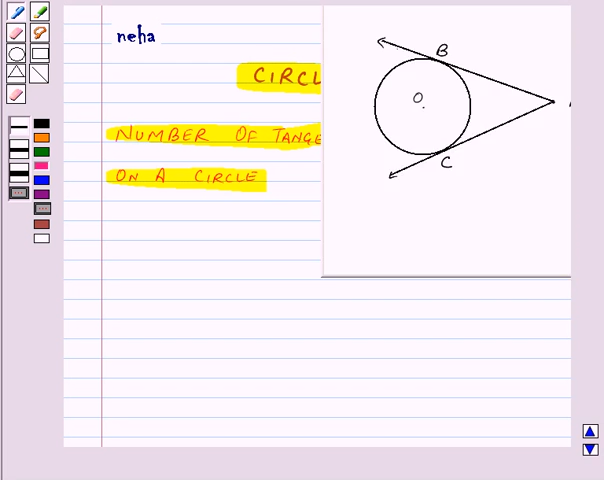 neha
CIRCL
NUMBER OF TANGE
ON A CIRCLE
B
O
C